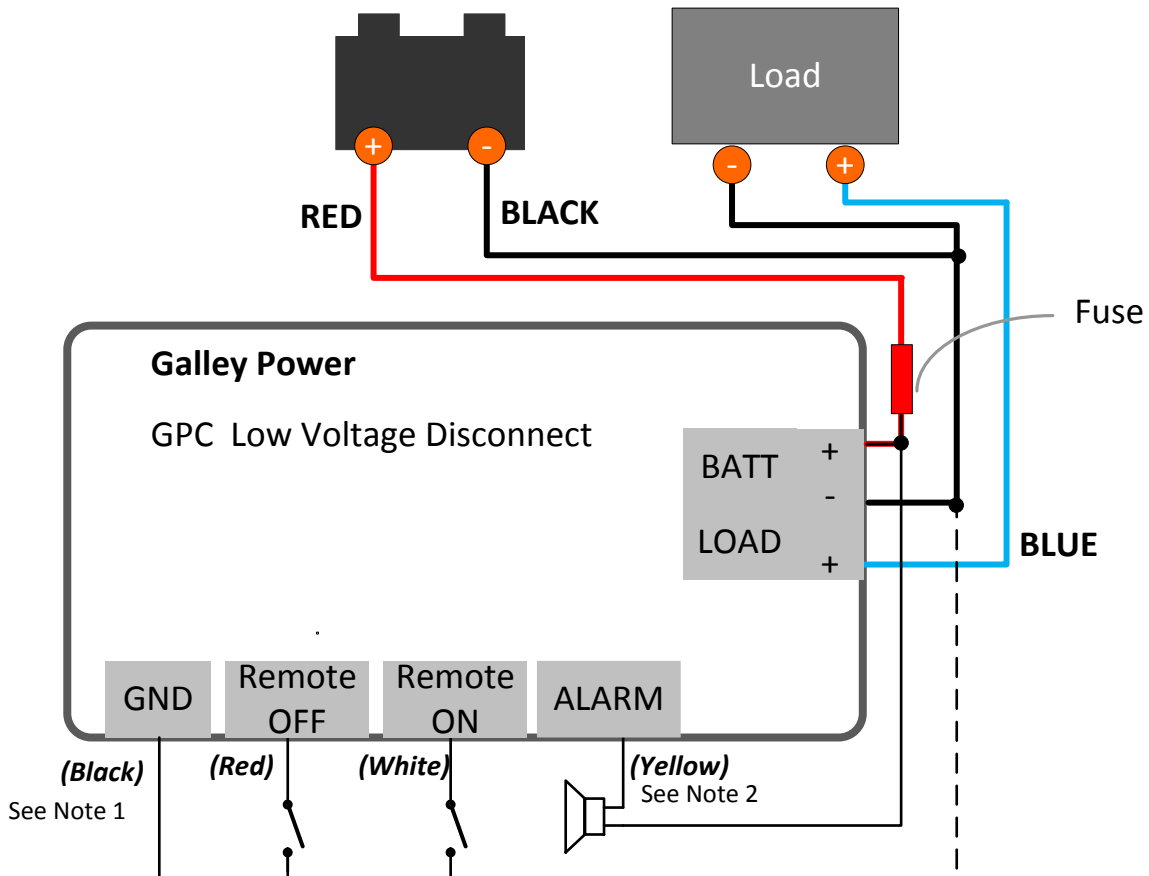 Load
+
-
-
+
RED
BLACK
Fuse
Galley Power
GPC Low Voltage Disconnect
BATT
+
-
LOAD
+
BLUE
GND
Remote
OFF
Remote
ON
ALARM
(Black)
(Red)
(White)
(Yellow)
See Note 1
See Note 2